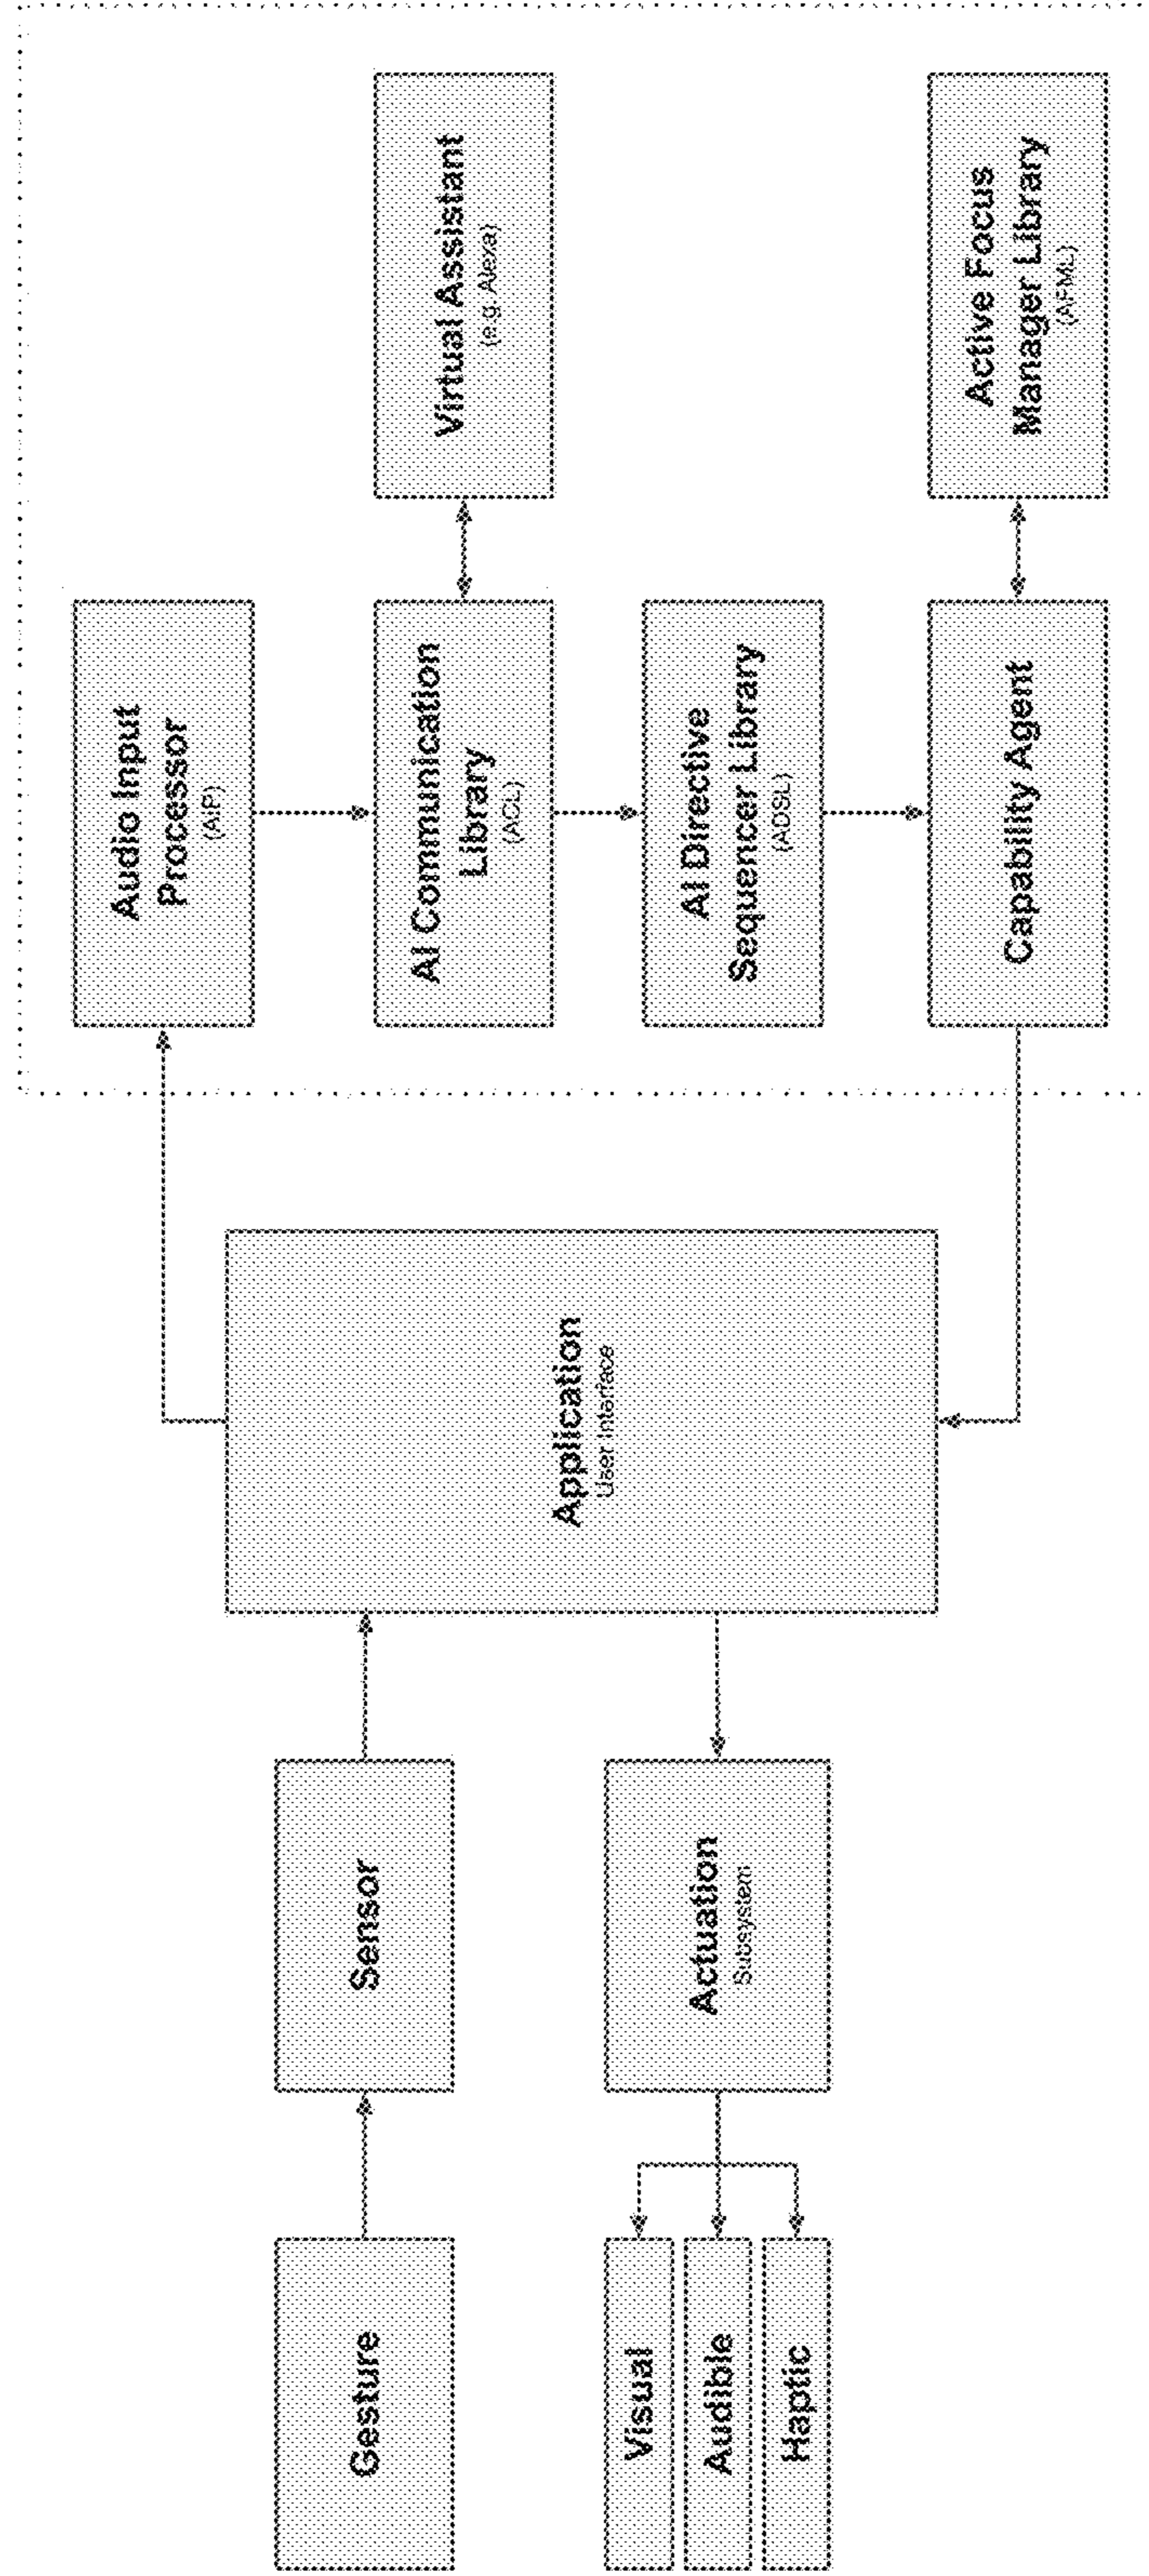 Gesture
Sensor
Visual
Audible
Haptic
Actuation
Subsystem
Application
User Interface
Audio Input
Processor
(AIP)
AI Communication
Library
(ACL)
Virtual Assistant
(e.g. Alexa)
AI Directive
Sequencer Library
(ADSL)
Capability Agent
Active Focus
Manager Library
(AFML)